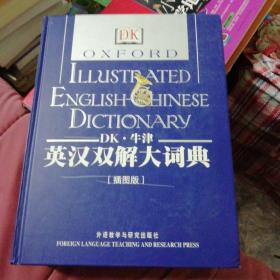 DK
OXFORD
ILLUSTRATED
ENGLISH-CHINESE
DICTIONARY
DK·牛津
英汉双解大词典
[插图版]
外语教学与研究出版社
FOREIGN LANGUAGE TEACHING AND RESEARCH PRESS